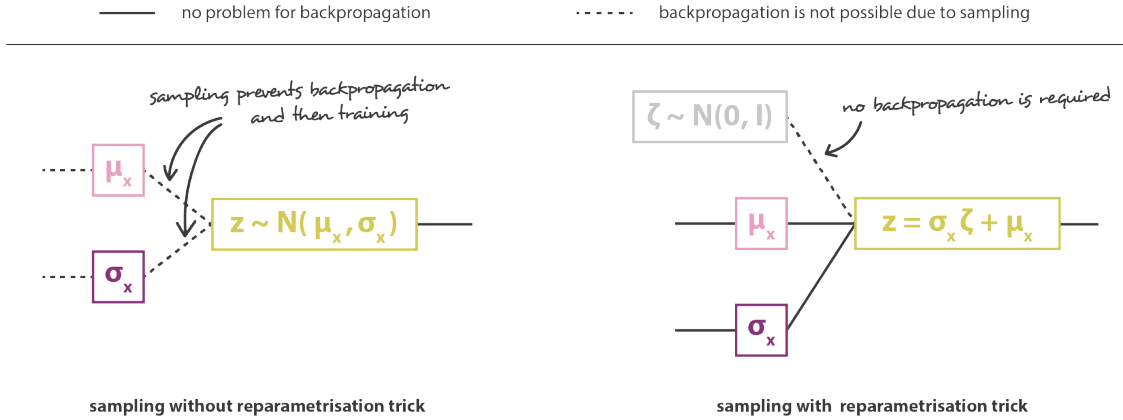 no problem for backpropagation
backpropagation is not possible due to sampling
sampling prevents backpropagation
and then training
μx
σx
z ~ N( μx , σx )
sampling without reparametrisation trick
ζ ~ N(0, I)
no backpropagation is required
μx
σx
z = σx ζ + μx
sampling with reparametrisation trick